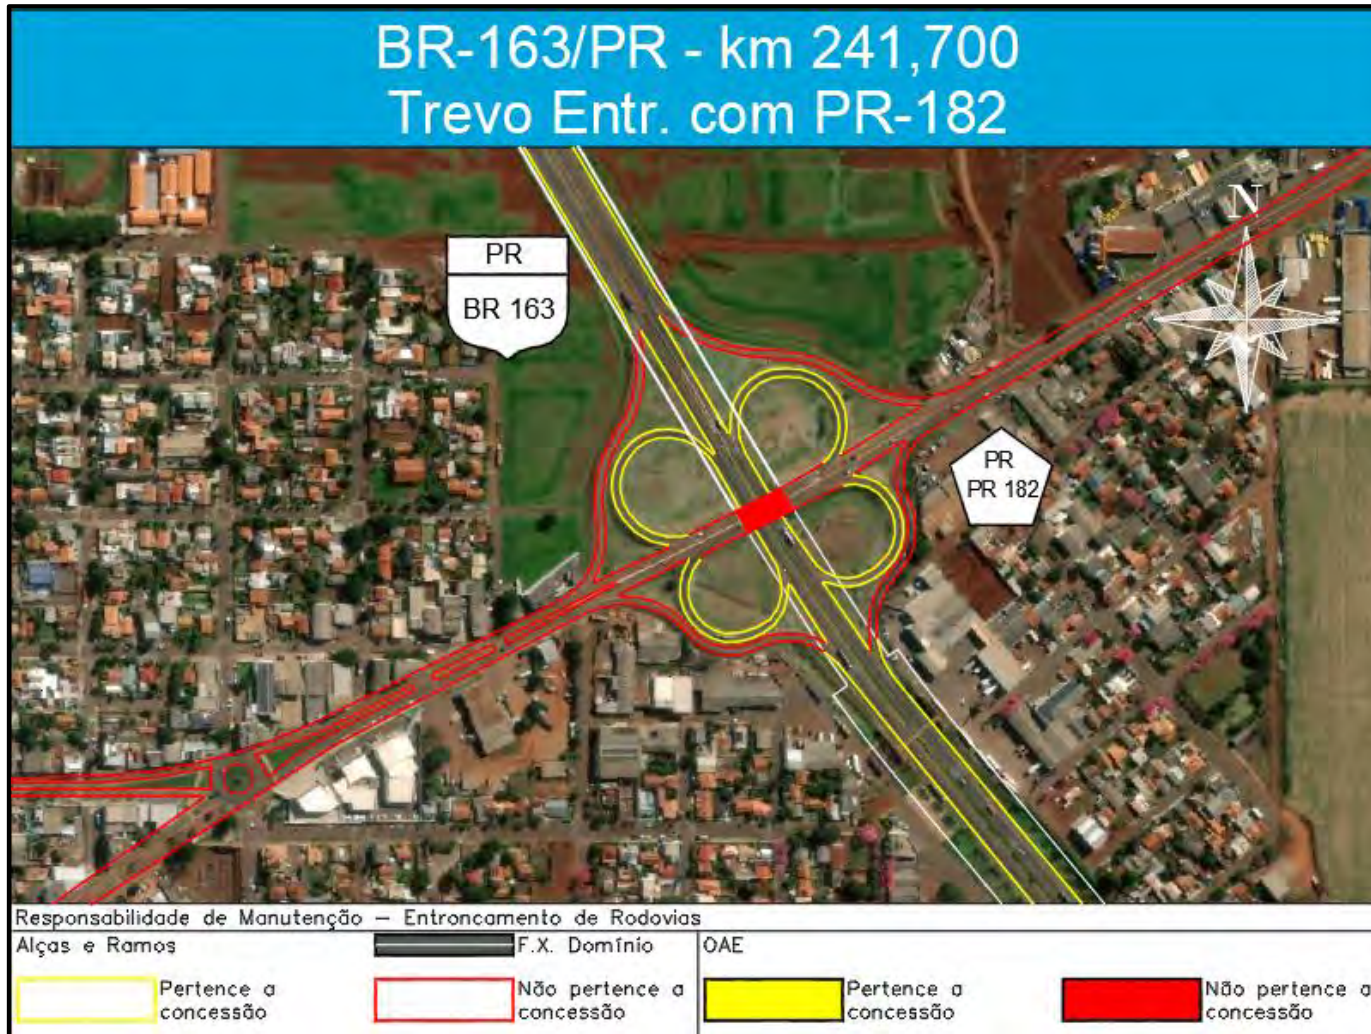 BR-163/PR - km 241,700
Trevo Entr. com PR-182
N
PR
BR 163
PR
PR 182
Responsabilidade de Manutenção – Entroncamento de Rodovias
Alças e Ramos
F.X. Domínio
OAE
Pertence a
concessão
Não pertence a
concessão
Pertence a
concessão
Não pertence a
concessão